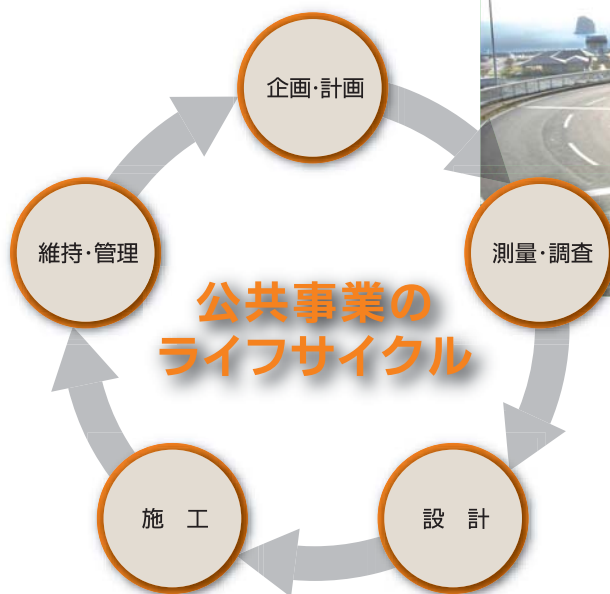 企画・計画
測量・調査
設　計
施　工
維持・管理
公共事業の
ライフサイクル